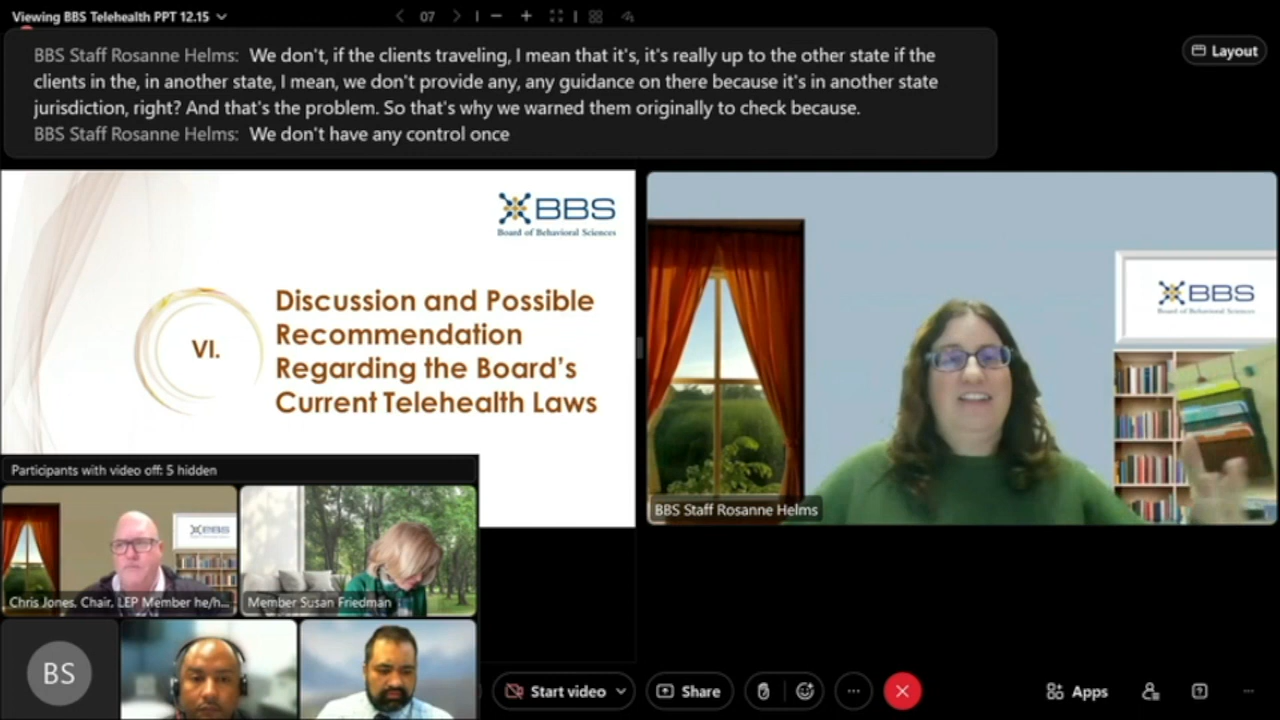 Viewing BBS Telehealth PPT 12.15
07
BBS Staff Rosanne Helms: We don't, if the clients traveling, I mean that it's, it's really up to the other state if the
clients in the, in another state, I mean, we don't provide any, any guidance on there because it's in another state
jurisdiction, right? And that's the problem. So that's why we warned them originally to check because.
BBS Staff Rosanne Helms: We don't have any control once
Layout
BBS
Board of Behavioral Sciences
VI.
Discussion and Possible
Recommendation
Regarding the Board's
Current Telehealth Laws
BBS
Board of Behavioral Sciences
BBS Staff Rosanne Helms
Participants with video off: 5 hidden
BBS
Chris Jones, Chair, LEP Member he/h...
Member Susan Friedman
BS
Start video
Share
Apps